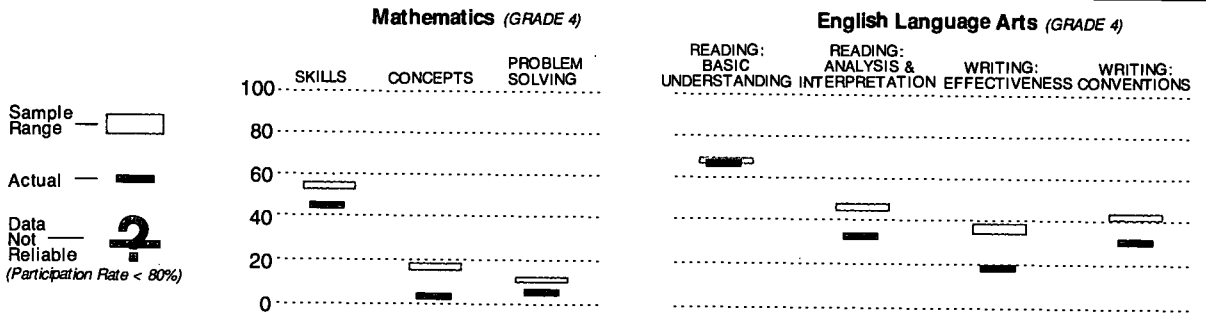 Mathematics (GRADE 4)
English Language Arts (GRADE 4)
SKILLS
CONCEPTS
PROBLEM
SOLVING
READING:
BASIC
UNDERSTANDING
READING:
ANALYSIS &
INTERPRETATION
WRITING:
EFFECTIVENESS
WRITING:
CONVENTIONS
100
80
60
40
20
0
Sample
Range
Actual
Data
Not
Reliable
?
(Participation Rate < 80%)